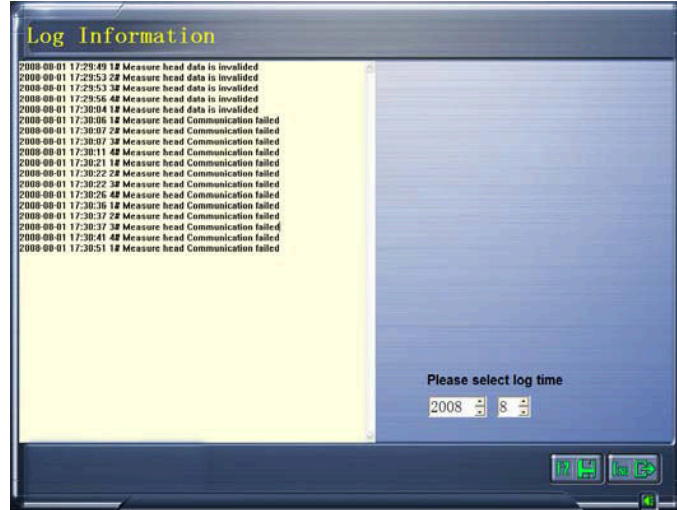 Log Information
2008-08-01 17:29:49 1# Measure head data is invalided
2008-08-01 17:29:53 2# Measure head data is invalided
2008-08-01 17:29:53 3# Measure head data is invalided
2008-08-01 17:29:56 4# Measure head data is invalided
2008-08-01 17:30:04 1# Measure head data is invalided
2008-08-01 17:30:06 1# Measure head Communication failed
2008-08-01 17:30:07 2# Measure head Communication failed
2008-08-01 17:30:07 3# Measure head Communication failed
2008-08-01 17:30:11 4# Measure head Communication failed
2008-08-01 17:30:21 1# Measure head Communication failed
2008-08-01 17:30:22 2# Measure head Communication failed
2008-08-01 17:30:22 3# Measure head Communication failed
2008-08-01 17:30:26 4# Measure head Communication failed
2008-08-01 17:30:36 1# Measure head Communication failed
2008-08-01 17:30:37 2# Measure head Communication failed
2008-08-01 17:30:37 3# Measure head Communication failed
2008-08-01 17:30:41 4# Measure head Communication failed
2008-08-01 17:30:51 1# Measure head Communication failed
Please select log time
2008 8
Esc